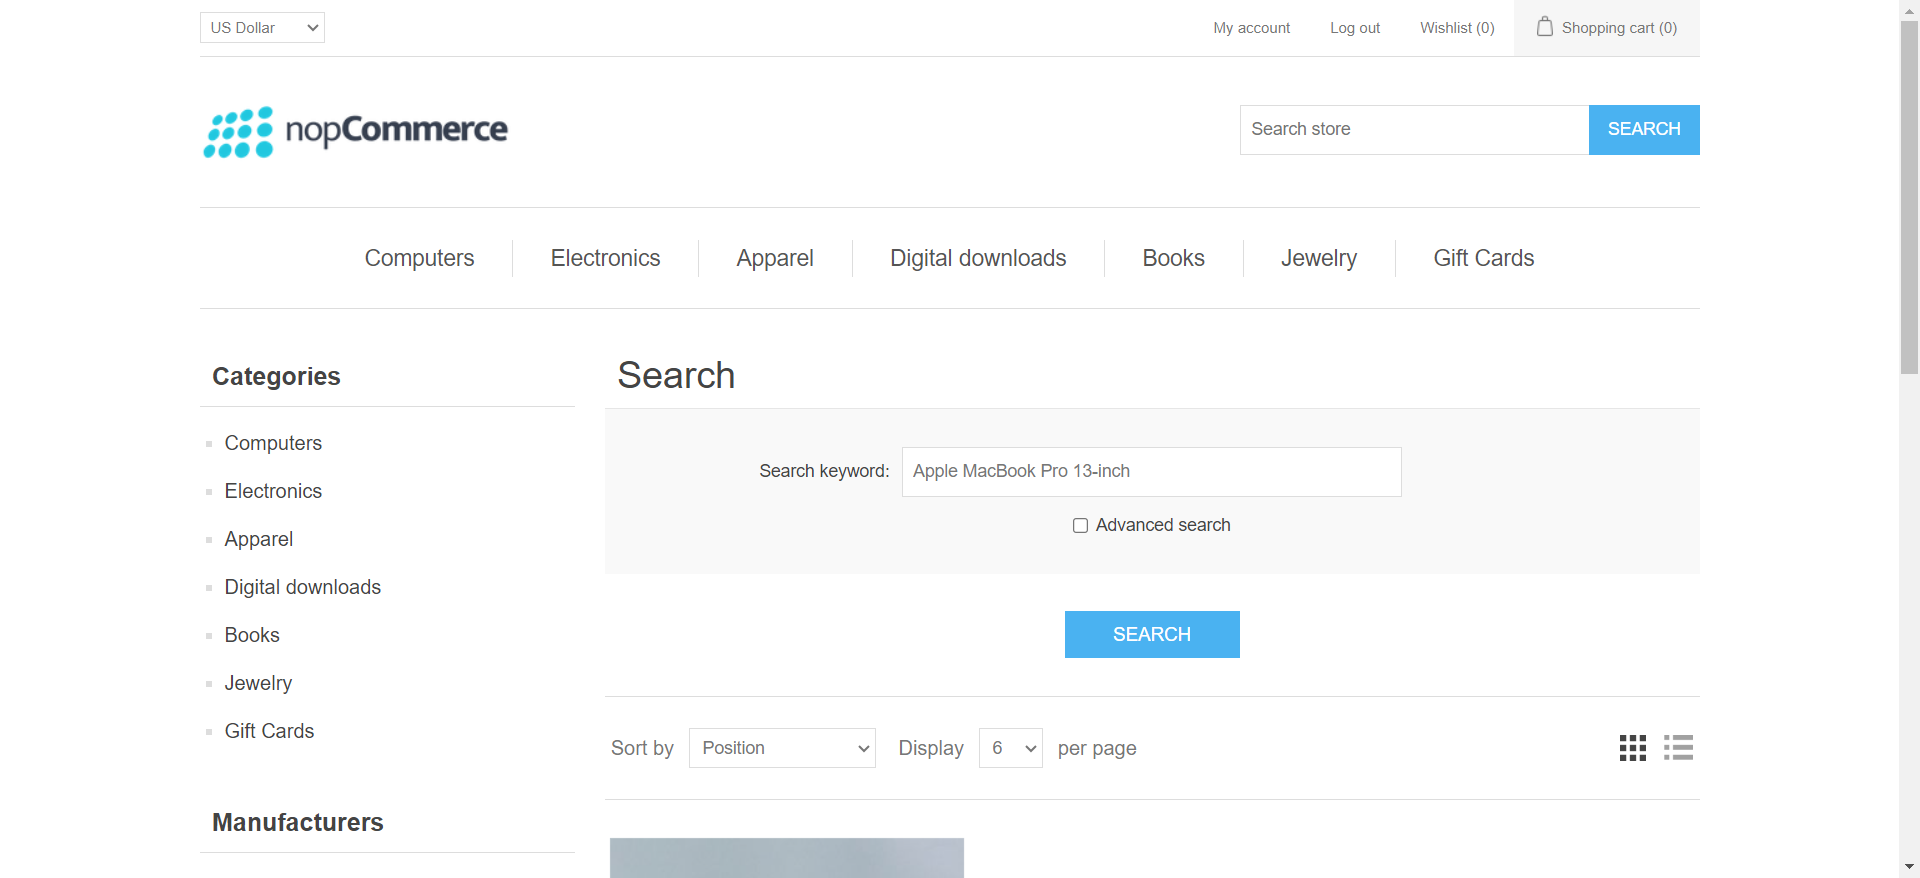 US Dollar
My account
Log out
Wishlist (0)
Shopping cart (0)
nopCommerce
Search store
SEARCH
Computers
Electronics
Apparel
Digital downloads
Books
Jewelry
Gift Cards
Categories
Computers
Electronics
Apparel
Digital downloads
Books
Jewelry
Gift Cards
Manufacturers
Search
Search keyword: Apple MacBook Pro 13-inch
Advanced search
SEARCH
Sort by Position Display 6 per page